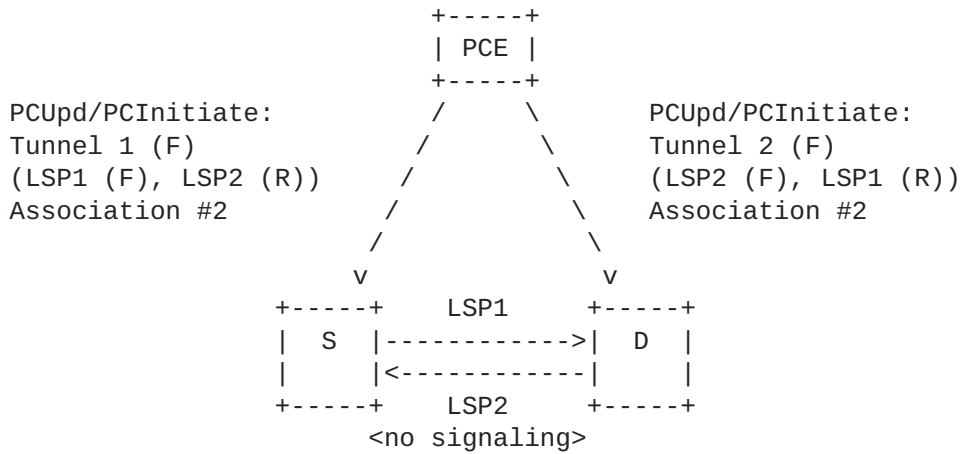 PCE
PCUpd/PCInitiate: PCUpd/PCInitiate:
Tunnel 1 (F) Tunnel 2 (F)
(LSP1 (F), LSP2 (R)) (LSP2 (F), LSP1 (R))
Association #2 Association #2
LSP1
S D
LSP2
<no signaling>